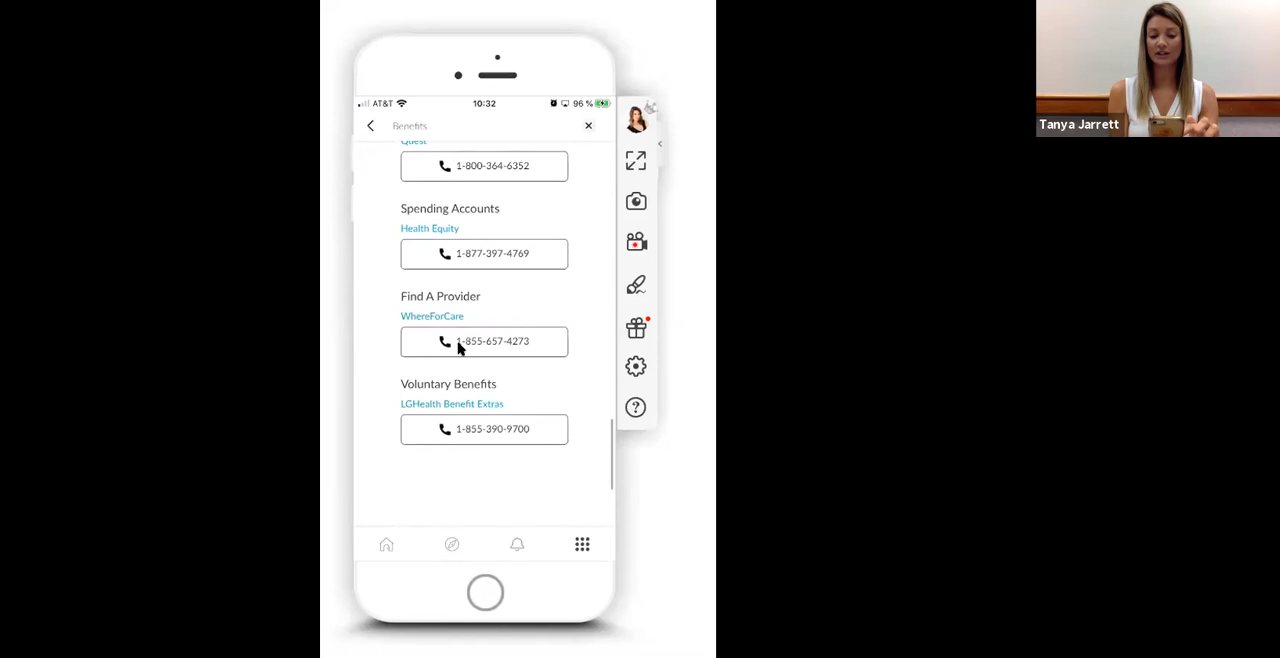 AT&T
10:32
96 %
Benefits
Quest
1-800-364-6352
Spending Accounts
Health Equity
1-877-397-4769
Find A Provider
WhereForCare
1-855-657-4273
Voluntary Benefits
LGHealth Benefit Extras
1-855-390-9700
Tanya Jarrett